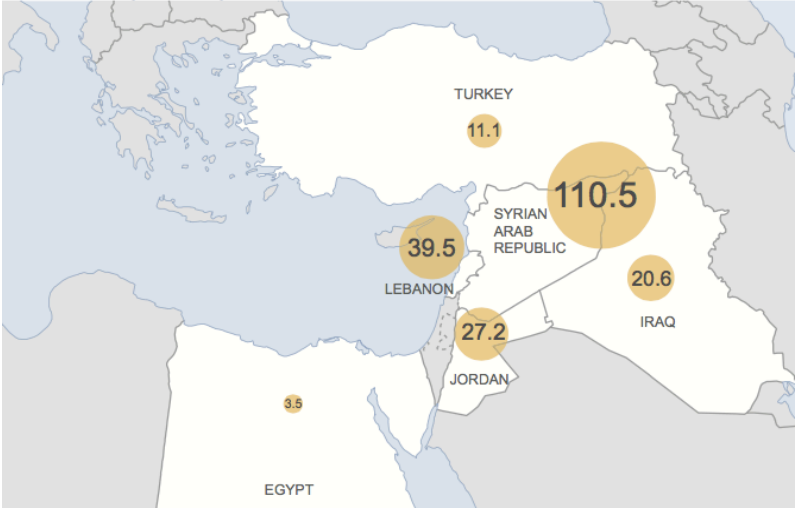 TURKEY
11.1
110.5
SYRIAN
ARAB
REPUBLIC
39.5
LEBANON
20.6
IRAQ
27.2
JORDAN
3.5
EGYPT